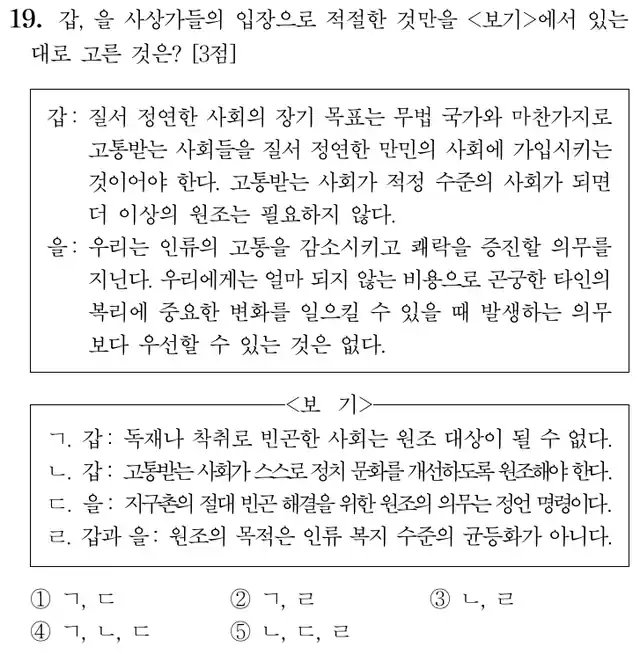 19. 갑, 을 사상가들의 입장으로 적절한 것만을 <보기>에서 있는
대로 고른 것은? [3점]
갑: 질서 정연한 사회의 장기 목표는 무법 국가와 마찬가지로
고통받는 사회들을 질서 정연한 만민의 사회에 가입시키는
것이어야 한다. 고통받는 사회가 적정 수준의 사회가 되면
더 이상의 원조는 필요하지 않다.
을: 우리는 인류의 고통을 감소시키고 쾌락을 증진할 의무를
지닌다. 우리에게는 얼마 되지 않는 비용으로 곤궁한 타인의
복리에 중요한 변화를 일으킬 수 있을 때 발생하는 의무
보다 우선할 수 있는 것은 없다.
<보 기>
ㄱ. 갑: 독재나 착취로 빈곤한 사회는 원조 대상이 될 수 없다.
ㄴ. 갑: 고통받는 사회가 스스로 정치 문화를 개선하도록 원조해야 한다.
ㄷ. 을: 지구촌의 절대 빈곤 해결을 위한 원조의 의무는 정언 명령이다.
ㄹ. 갑과 을: 원조의 목적은 인류 복지 수준의 균등화가 아니다.
① ㄱ, ㄷ ② ㄱ, ㄹ ③ ㄴ, ㄹ
④ ㄱ, ㄴ, ㄷ ⑤ ㄴ, ㄷ, ㄹ